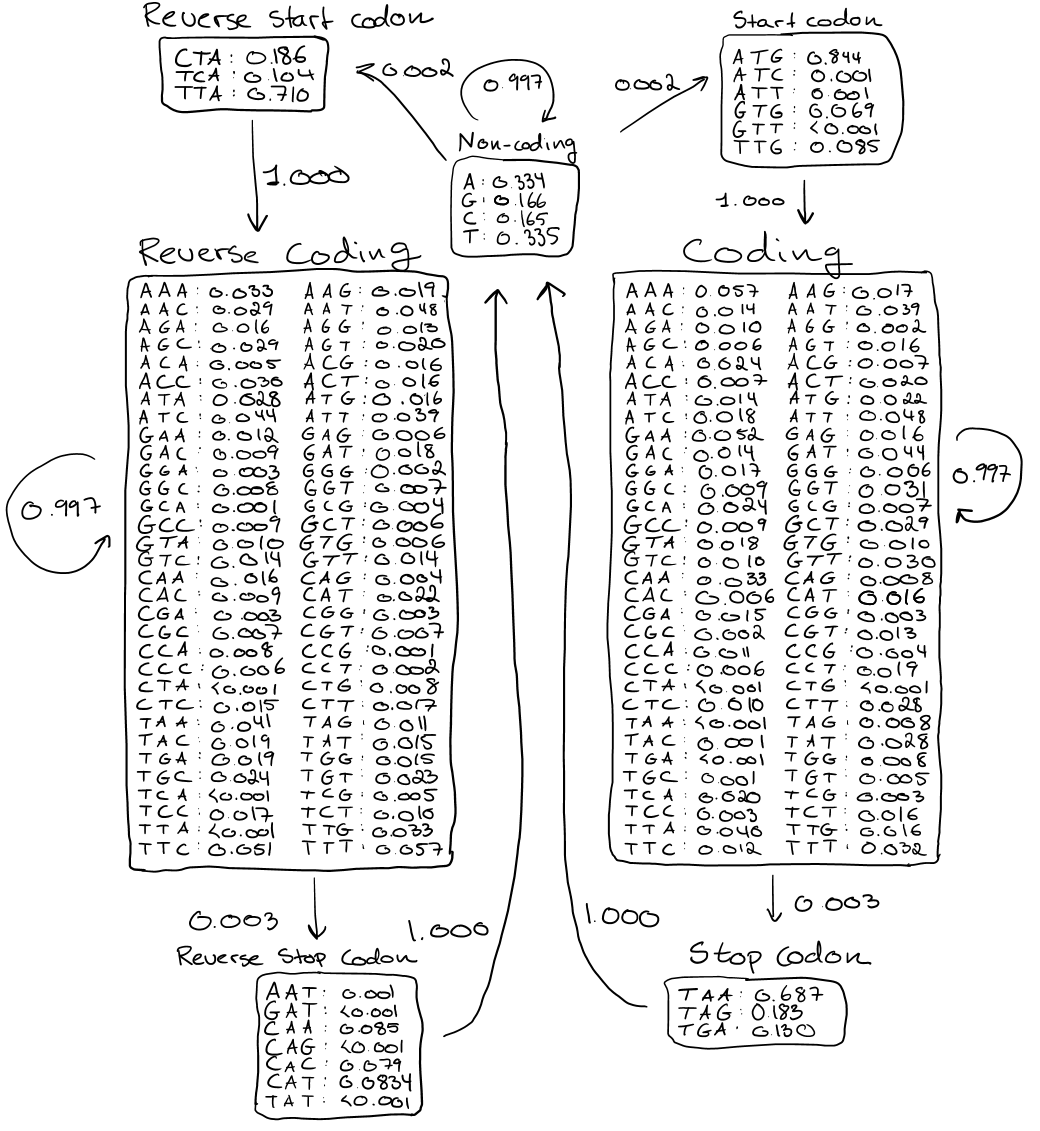 Reverse start codon
CTA: 0.186
TCA: 0.104
TTA: 0.710
0.002
0.997
0.002
Start codon
ATG: 0.844
ATC: 0.001
ATT: 0.001
GTG: 0.069
GTT: <0.001
TTG: 0.085
Non-coding
A: 0.334
G: 0.166
C: 0.165
T: 0.335
1.000
1.000
Reverse Coding
AAA: 0.033 AAG: 0.019
AAC: 0.029 AAT: 0.048
AGA: 0.016 AGG: 0.013
AGC: 0.029 AGT: 0.020
ACA: 0.005 ACG: 0.016
ACC: 0.030 ACT: 0.016
ATA: 0.028 ATG: 0.016
ATC: 0.044 ATT: 0.039
GAA: 0.012 GAG: 0.006
GAC: 0.009 GAT: 0.018
GGA: 0.003 GGG: 0.002
GGC: 0.008 GGT: 0.007
GCA: 0.001 GCG: 0.004
GCC: 0.009 GCT: 0.006
GTA: 0.010 GTG: 0.006
GTC: 0.014 GTT: 0.014
CAA: 0.016 CAG: 0.004
CAC: 0.009 CAT: 0.022
CGA: 0.003 CGG: 0.003
CGC: 0.007 CGT: 0.007
CCA: 0.008 CCG: 0.001
CCC: 0.006 CCT: 0.002
CTA: <0.001 CTG: 0.008
CTC: 0.015 CTT: 0.017
TAA: 0.041 TAG: 0.011
TAC: 0.019 TAT: 0.015
TGA: 0.019 TGG: 0.015
TGC: 0.024 TGT: 0.023
TCA: <0.001 TCG: 0.005
TCC: 0.017 TCT: 0.010
TTA: <0.001 TTG: 0.033
TTC: 0.051 TTT: 0.057
0.997
Coding
AAA: 0.057 AAG: 0.017
AAC: 0.014 AAT: 0.039
AGA: 0.010 AGG: 0.002
AGC: 0.006 AGT: 0.016
ACA: 0.024 ACG: 0.007
ACC: 0.007 ACT: 0.020
ATA: 0.014 ATG: 0.022
ATC: 0.018 ATT: 0.048
GAA: 0.052 GAG: 0.016
GAC: 0.014 GAT: 0.044
GGA: 0.017 GGG: 0.006
GGC: 0.009 GGT: 0.031
GCA: 0.024 GCG: 0.007
GCC: 0.009 GCT: 0.029
GTA: 0.018 GTG: 0.010
GTC: 0.010 GTT: 0.030
CAA: 0.033 CAG: 0.008
CAC: 0.006 CAT: 0.016
CGA: 0.015 CGG: 0.003
CGC: 0.002 CGT: 0.013
CCA: 0.011 CCG: 0.004
CCC: 0.006 CCT: 0.019
CTA: <0.001 CTG: <0.001
CTC: 0.010 CTT: 0.028
TAA: <0.001 TAG: 0.008
TAC: 0.001 TAT: 0.028
TGA: <0.001 TGG: 0.008
TGC: 0.001 TGT: 0.005
TCA: 0.020 TCG: 0.003
TCC: 0.003 TCT: 0.016
TTA: 0.040 TTG: 0.016
TTC: 0.012 TTT: 0.032
0.997
0.003
1.000
Reverse Stop Codon
AAT: 0.001
GAT: <0.001
CAA: 0.085
CAG: <0.001
CAC: 0.079
CAT: 0.0834
TAT: <0.001
1.000
0.003
Stop codon
TAA: 0.687
TAG: 0.183
TGA: 0.130